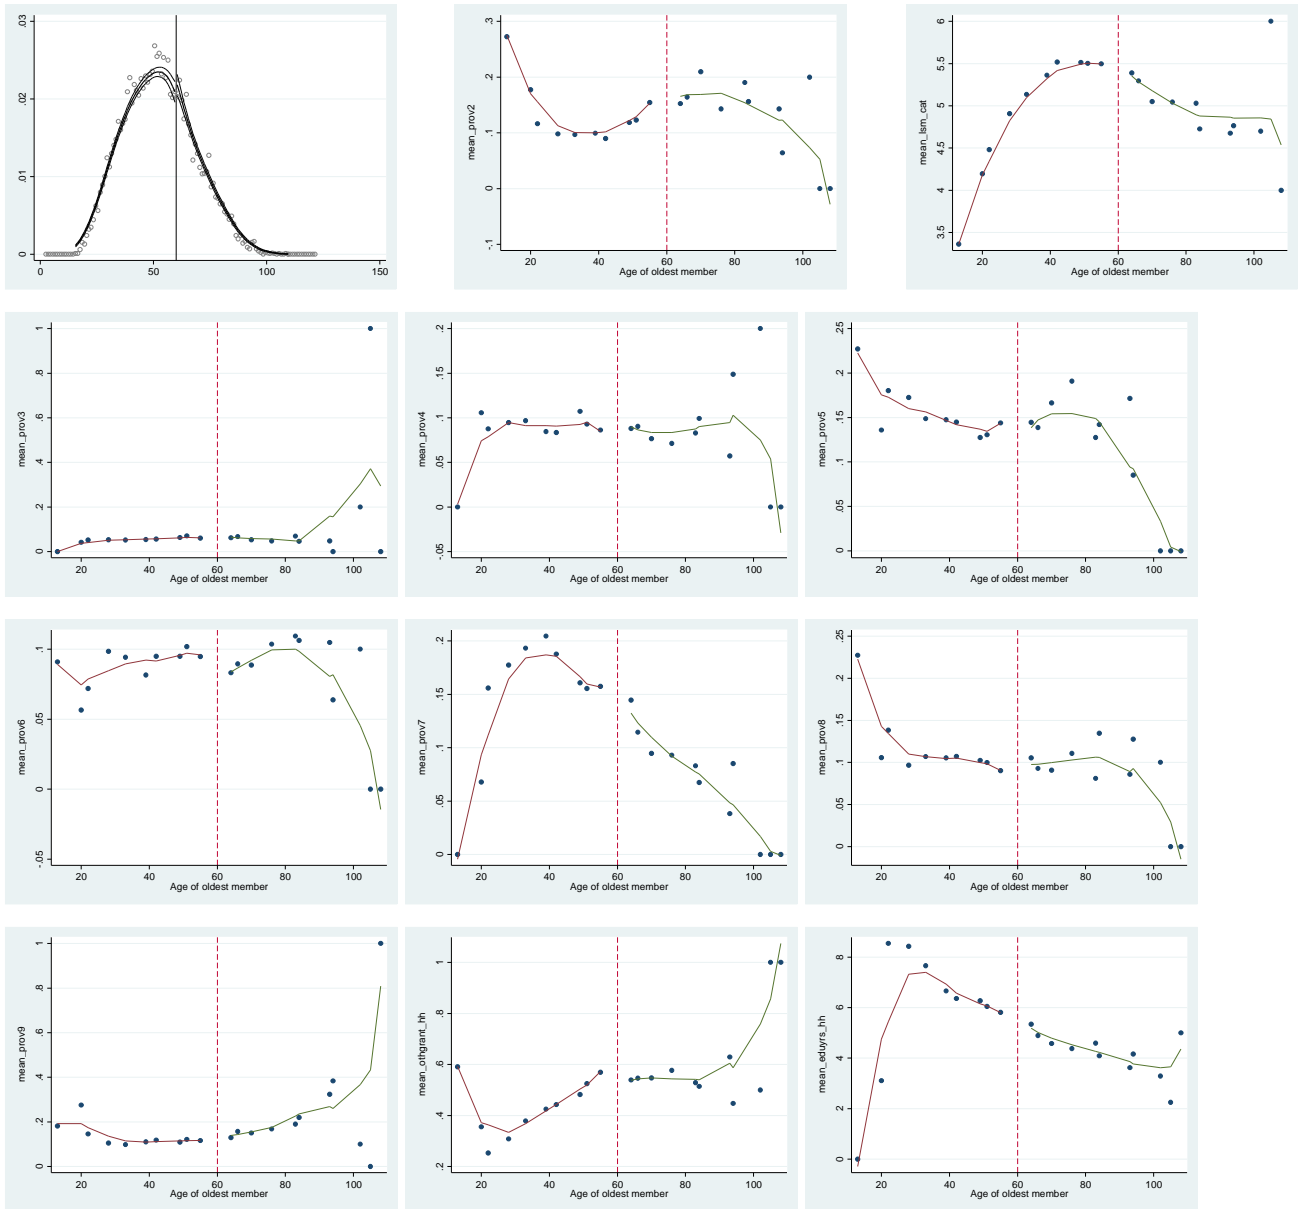 .03
.02
.01
0
0 50 100 150
mean_prov2
.3
.2
.1
0
-.1
20 40 60 80 100
Age of oldest member
mean_lsm_cat
6
5.5
5
4.5
4
3.5
20 40 60 80 100
Age of oldest member
mean_prov3
1
.8
.6
.4
.2
0
20 40 60 80 100
Age of oldest member
mean_prov4
.2
.15
.1
.05
0
-.05
20 40 60 80 100
Age of oldest member
mean_prov5
.25
.2
.15
.1
.05
0
20 40 60 80 100
Age of oldest member
mean_prov6
.1
.05
0
-.05
20 40 60 80 100
Age of oldest member
mean_prov7
.2
.15
.1
.05
0
20 40 60 80 100
Age of oldest member
mean_prov8
.25
.2
.15
.1
.05
0
20 40 60 80 100
Age of oldest member
mean_prov9
1
.8
.6
.4
.2
0
20 40 60 80 100
Age of oldest member
mean_othgrant_hh
1
.8
.6
.4
.2
20 40 60 80 100
Age of oldest member
mean_eduyrs_hh
8
6
4
2
0
20 40 60 80 100
Age of oldest member